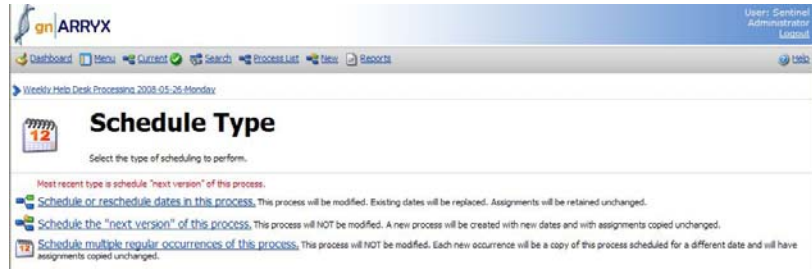 gnARRYX
User: Sentinel
Administrator
Logout
Dashboard Menu Current Search Process List New Reports Help
Weekly Help Desk Processing 2008-05-26-Monday
12
Schedule Type
Select the type of scheduling to perform.
Most recent type is schedule "next version" of this process.
Schedule or reschedule dates in this process. This process will be modified. Existing dates will be replaced. Assignments will be retained unchanged.
Schedule the "next version" of this process. This process will NOT be modified. A new process will be created with new dates and with assignments copied unchanged.
12 Schedule multiple regular occurrences of this process. This process will NOT be modified. Each new occurrence will be a copy of this process scheduled for a different date and will have
assignments copied unchanged.